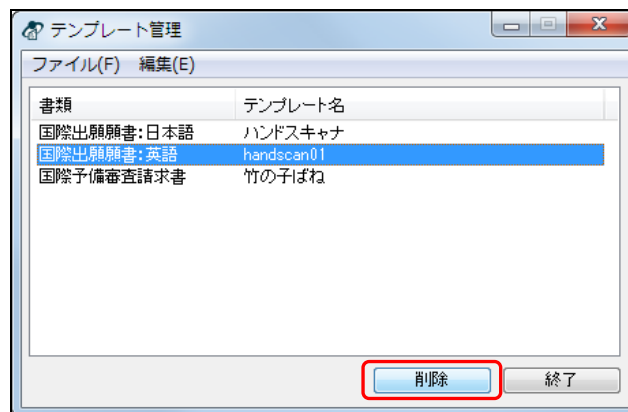 テンプレート管理
ファイル(F) 編集(E)
書類 テンプレート名
国際出願願書:日本語 ハンドスキャナ
国際出願願書:英語 handscan01
国際予備審査請求書 竹の子ばね
削除 終了